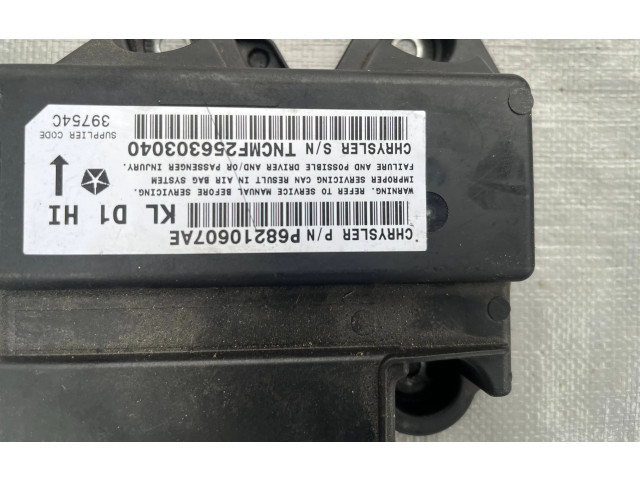 CHRYSLER P/N P68210607AE
KL D1 HI
WARNING. REFER TO SERVICE MANUAL BEFORE SERVICING.
IMPROPER SERVICING CAN RESULT IN AIR BAG SYSTEM
FAILURE AND POSSIBLE DRIVER AND/OR PASSENGER INJURY.
CHRYSLER S/N TNCMF256303040
SUPPLIER CODE
39754C